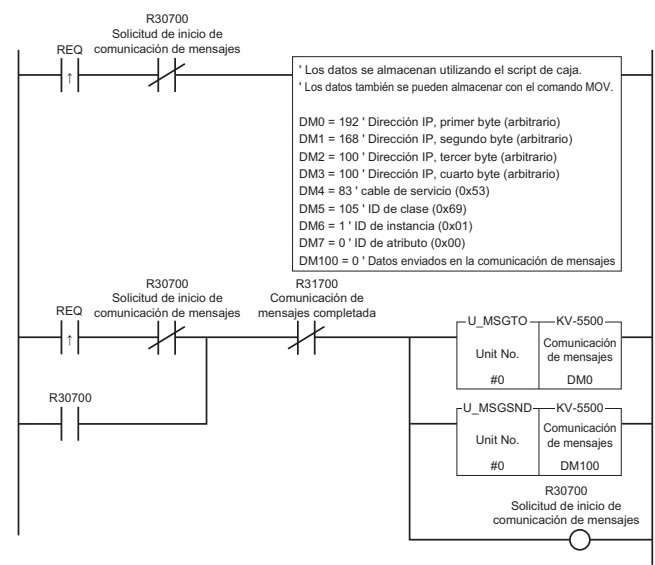 R30700
Solicitud de inicio de
comunicación de mensajes
REQ
' Los datos se almacenan utilizando el script de caja.
' Los datos también se pueden almacenar con el comando MOV.
DM0 = 192 ' Dirección IP, primer byte (arbitrario)
DM1 = 168 ' Dirección IP, segundo byte (arbitrario)
DM2 = 100 ' Dirección IP, tercer byte (arbitrario)
DM3 = 100 ' Dirección IP, cuarto byte (arbitrario)
DM4 = 83 ' cable de servicio (0x53)
DM5 = 105 ' ID de clase (0x69)
DM6 = 1 ' ID de instancia (0x01)
DM7 = 0 ' ID de atributo (0x00)
DM100 = 0 ' Datos enviados en la comunicación de mensajes
R30700
Solicitud de inicio de
comunicación de mensajes
REQ
R31700
Comunicación de
mensajes completada
U_MSGTO KV-5500
Unit No.
Comunicación
de mensajes
#0 DM0
R30700
U_MSGSND KV-5500
Unit No.
Comunicación
de mensajes
#0 DM100
R30700
Solicitud de inicio de
comunicación de mensajes